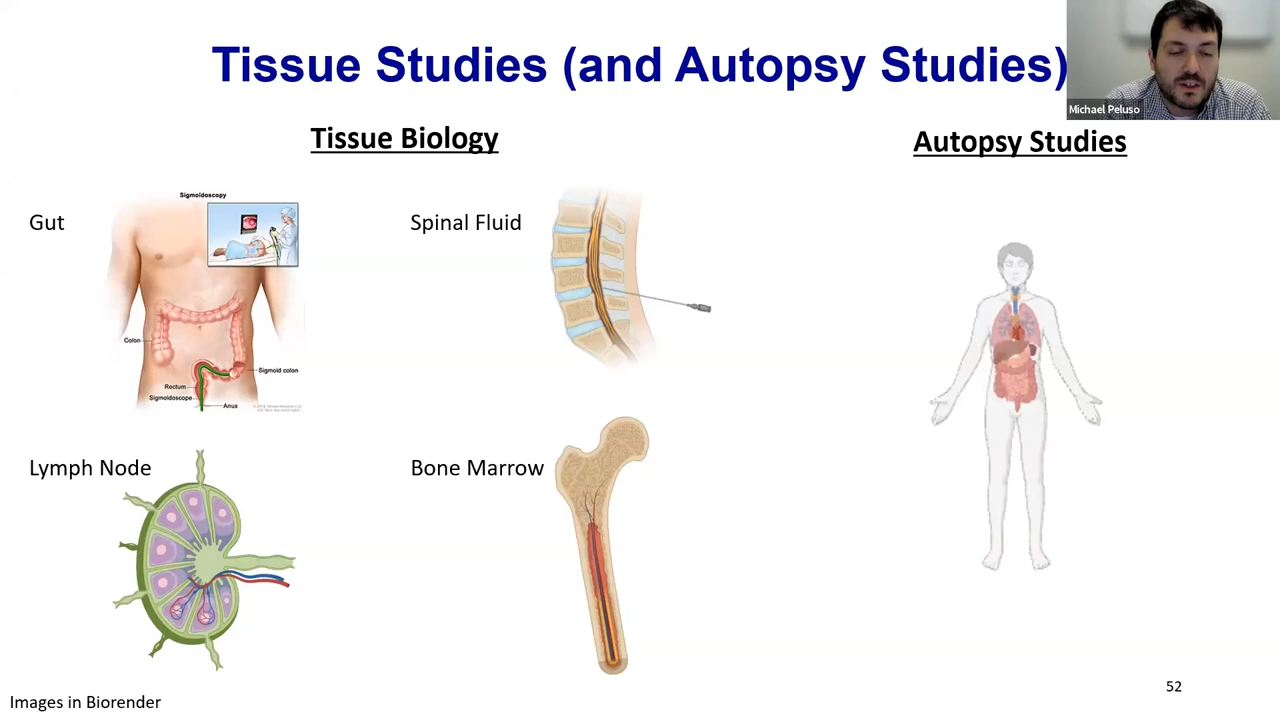 Tissue Studies (and Autopsy Studies)
Michael Peluso
Tissue Biology
Autopsy Studies
Gut
Sigmoidoscopy
Colon
Sigmoid colon
Rectum
Sigmoidoscope
Anus
Spinal Fluid
Lymph Node
Bone Marrow
52
Images in Biorender